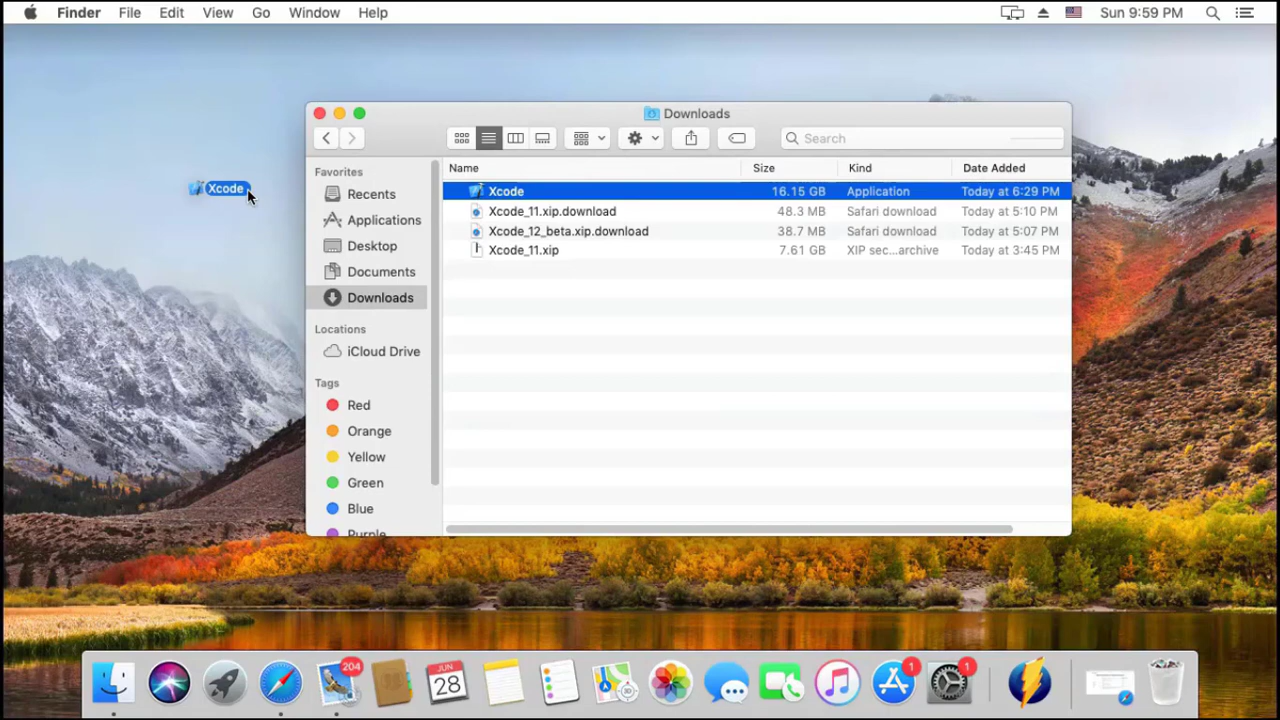 Finder File Edit View Go Window Help Sun 9:59 PM
Xcode
Downloads
Search
Favorites
Recents
Applications
Desktop
Documents
Downloads
Locations
iCloud Drive
Tags
Red
Orange
Yellow
Green
Blue
Purple
Name Size Kind Date Added
Xcode 16.15 GB Application Today at 6:29 PM
Xcode_11.xip.download 48.3 MB Safari download Today at 5:10 PM
Xcode_12_beta.xip.download 38.7 MB Safari download Today at 5:07 PM
Xcode_11.xip 7.61 GB XIP sec...archive Today at 3:45 PM
204
JUN
28
1
1